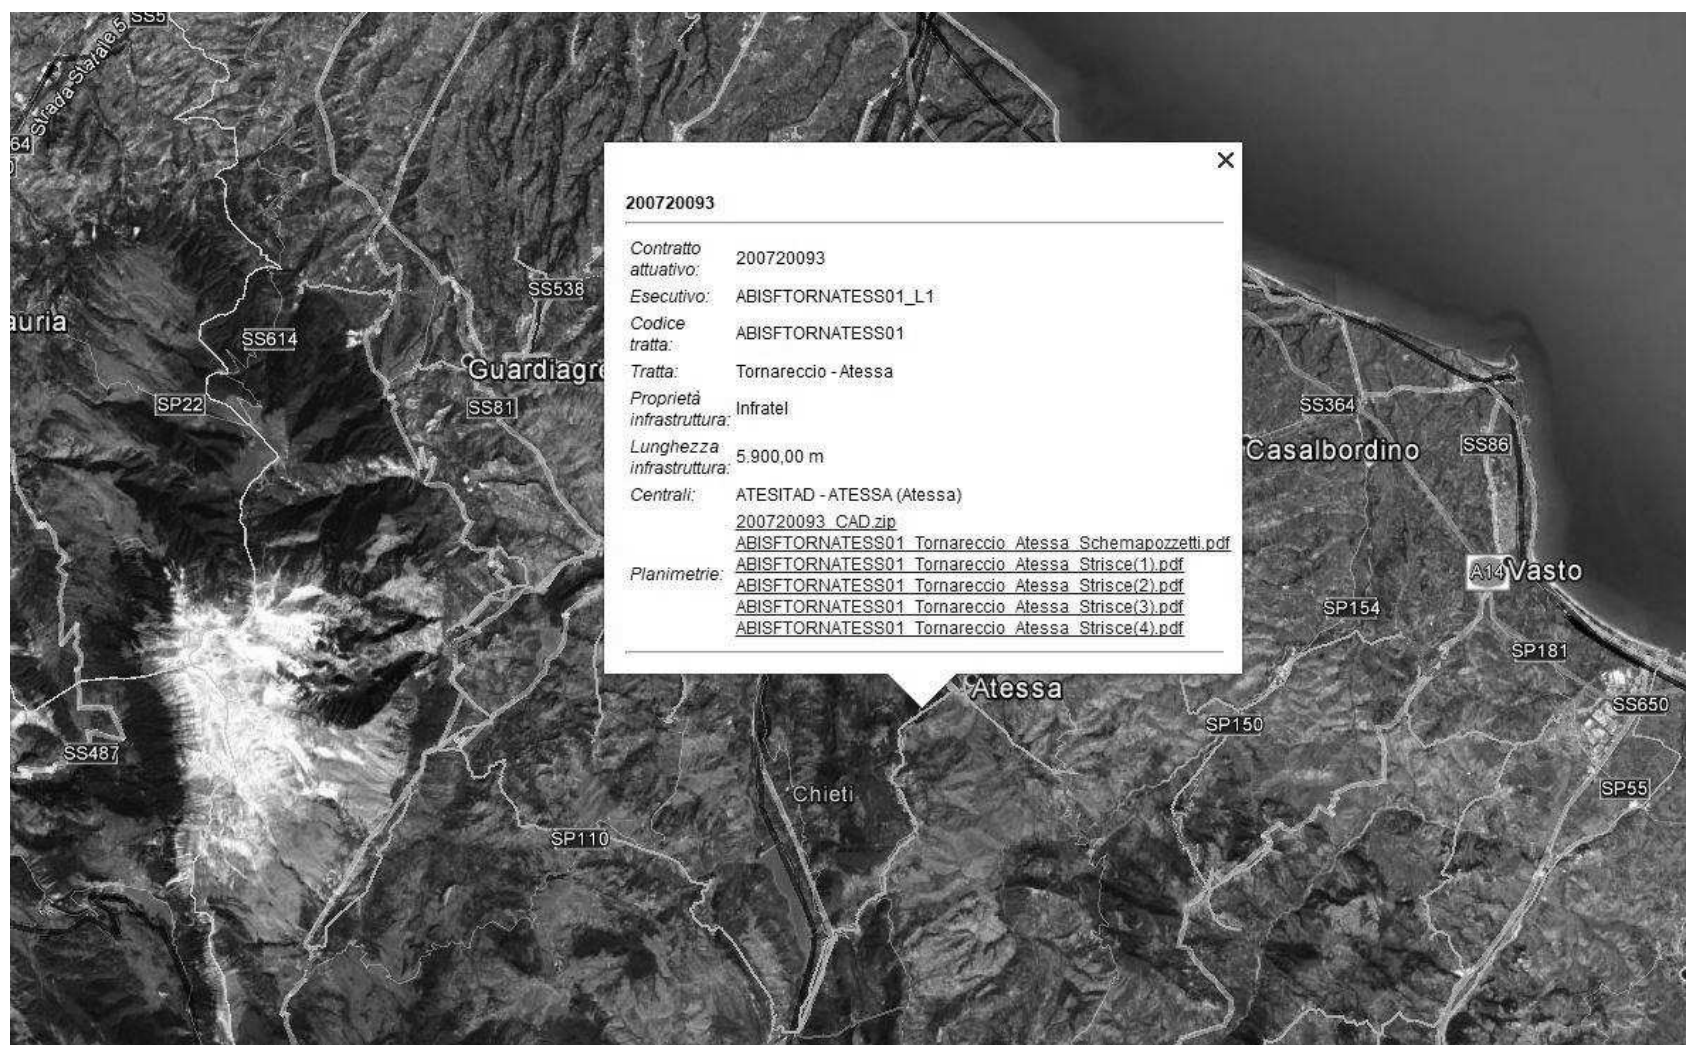 SS5
Strada Statale 5
64
200720093
Contratto attuativo: 200720093
Esecutivo: ABISFTORNATESS01_L1
Codice tratta: ABISFTORNATESS01
Tratta: Tornareccio - Atessa
Proprietà infrastruttura: Infratel
Lunghezza infrastruttura: 5.900,00 m
Centrali: ATESITAD - ATESSA (Atessa)
Planimetrie: 200720093_CAD.zip
ABISFTORNATESS01_Tornareccio_Atessa_Schemapozzetti.pdf
ABISFTORNATESS01_Tornareccio_Atessa_Strisce(1).pdf
ABISFTORNATESS01_Tornareccio_Atessa_Strisce(2).pdf
ABISFTORNATESS01_Tornareccio_Atessa_Strisce(3).pdf
ABISFTORNATESS01_Tornareccio_Atessa_Strisce(4).pdf
SS538
auria
SS614
Guardiagre
SP22
SS81
SS364
Casalbordino
SS86
A14
Vasto
SP154
SP181
Atessa
SS650
SP150
SS487
Chieti
SP55
SP110